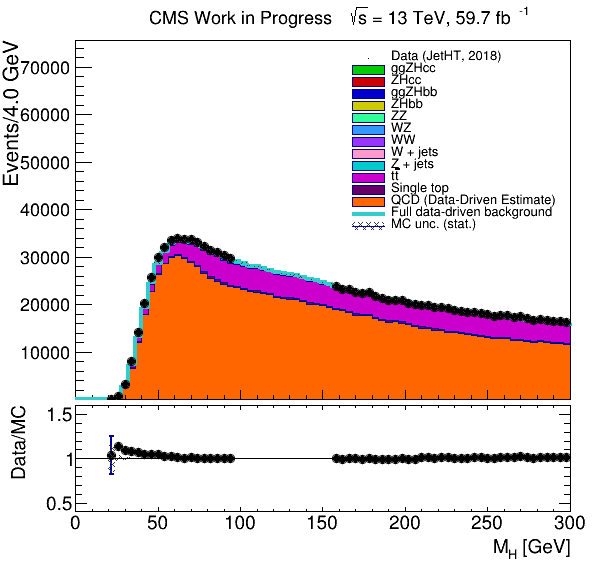 CMS Work in Progress √s = 13 TeV, 59.7 fb⁻¹
Events/4.0 GeV
70000
60000
50000
40000
30000
20000
10000
Data (JetHT, 2018)
ggZHcc
ZHcc
ggZHbb
ZHbb
ZZ
WZ
WW
W + jets
Z + jets
tt̄
Single top
QCD (Data-Driven Estimate)
Full data-driven background
MC unc. (stat.)
Data/MC
1.5
1
0.5
0 50 100 150 200 250 300
M_H [GeV]